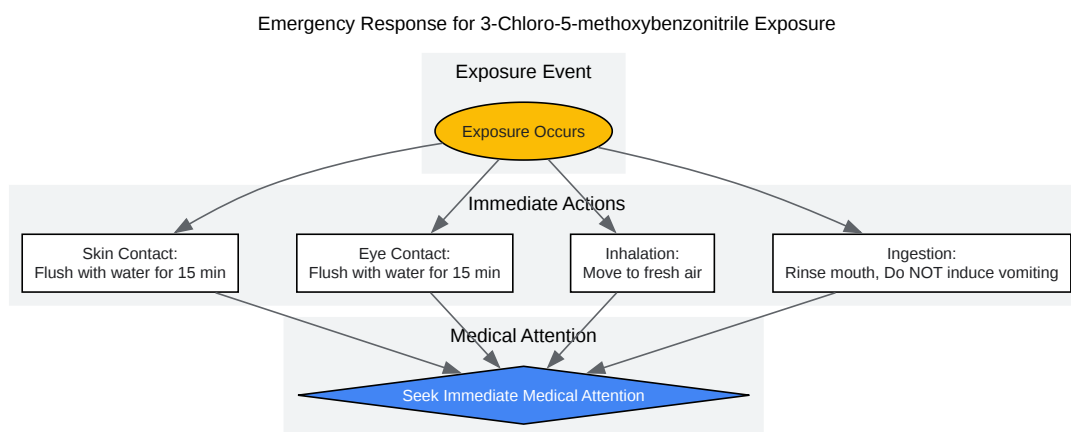 Emergency Response for 3-Chloro-5-methoxybenzonitrile Exposure
Exposure Event
Exposure Occurs
Immediate Actions
Skin Contact:
Flush with water for 15 min
Eye Contact:
Flush with water for 15 min
Inhalation:
Move to fresh air
Ingestion:
Rinse mouth, Do NOT induce vomiting
Medical Attention
Seek Immediate Medical Attention